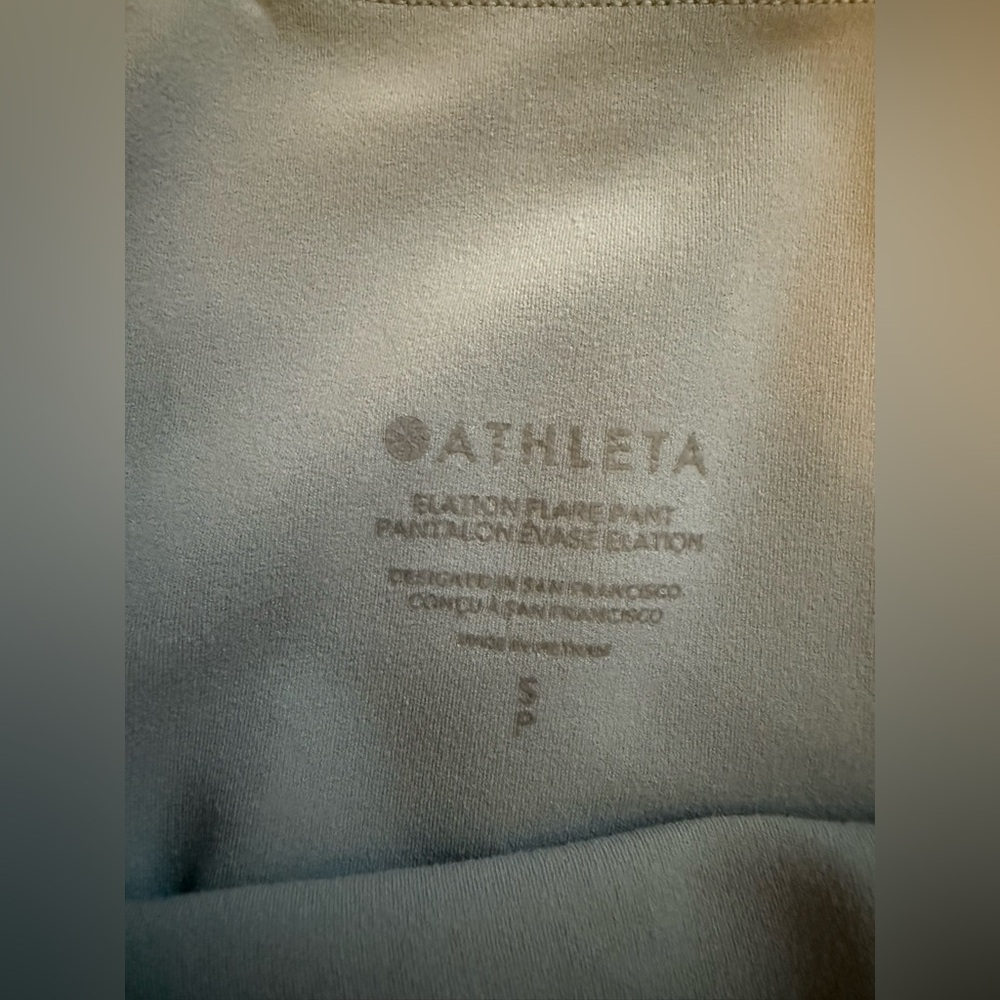 ATHLETA
ELATION FLARE PANT
PANTALON ÉVASÉ ELATION
DESIGNED IN SAN FRANCISCO
CONÇU À SAN FRANCISCO
MADE IN VIETNAM
S
P